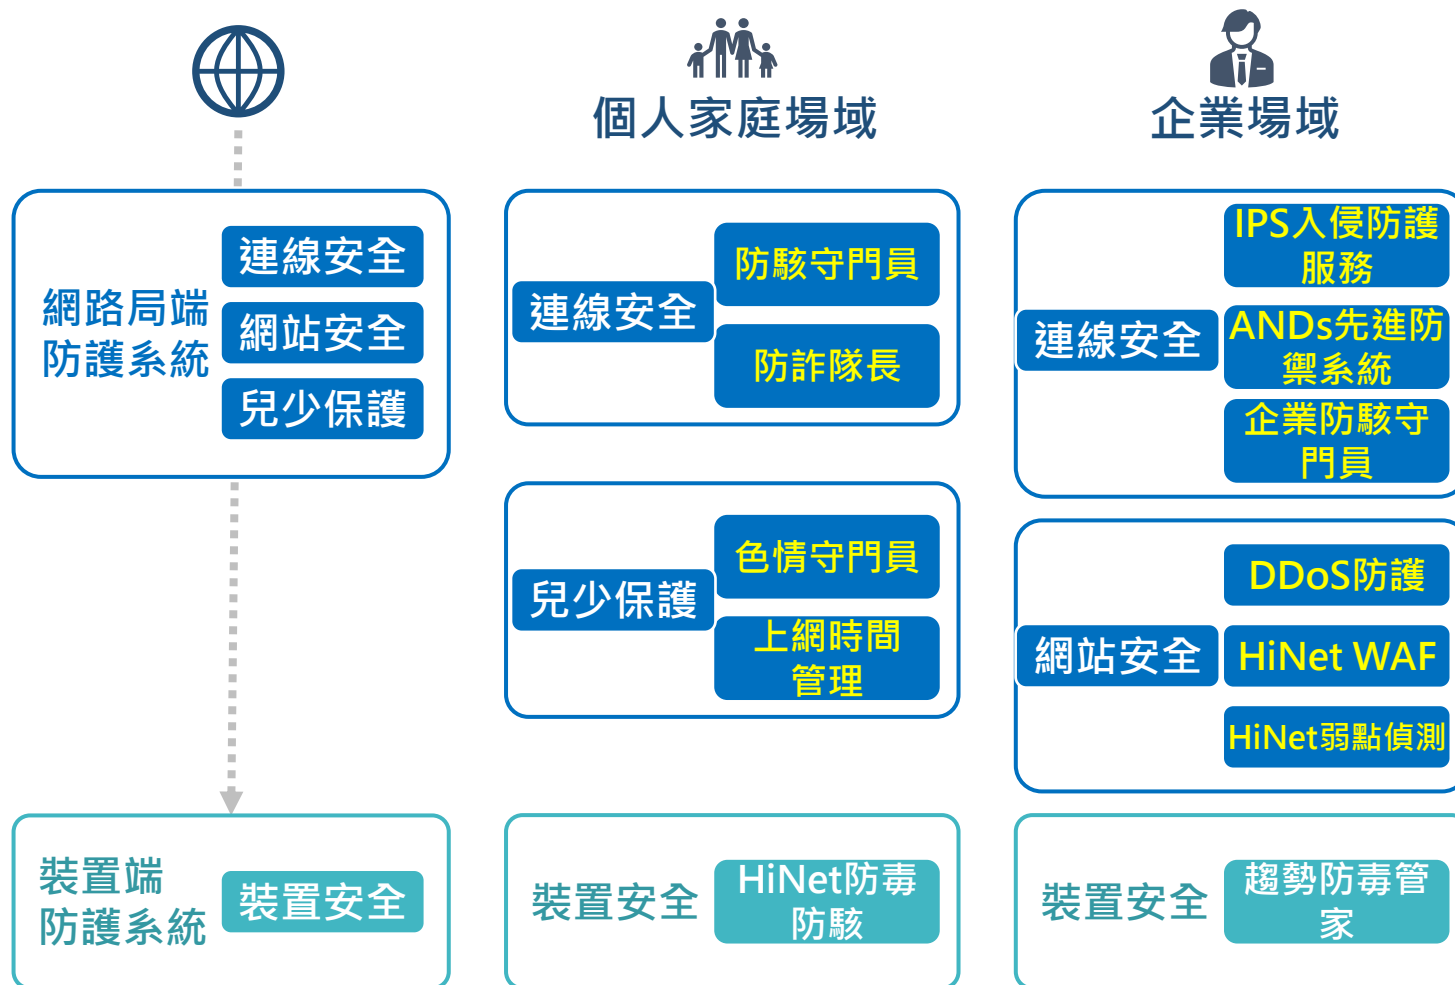 個人家庭場域
企業場域
網路局端
防護系統
連線安全
網站安全
兒少保護
連線安全
防駭守門員
防詐隊長
兒少保護
色情守門員
上網時間
管理
連線安全
IPS入侵防護
服務
ANDs先進防
禦系統
企業防駭守
門員
網站安全
DDoS防護
HiNet WAF
HiNet弱點偵測
裝置端
防護系統
裝置安全
裝置安全
HiNet防毒
防駭
裝置安全
趨勢防毒管
家